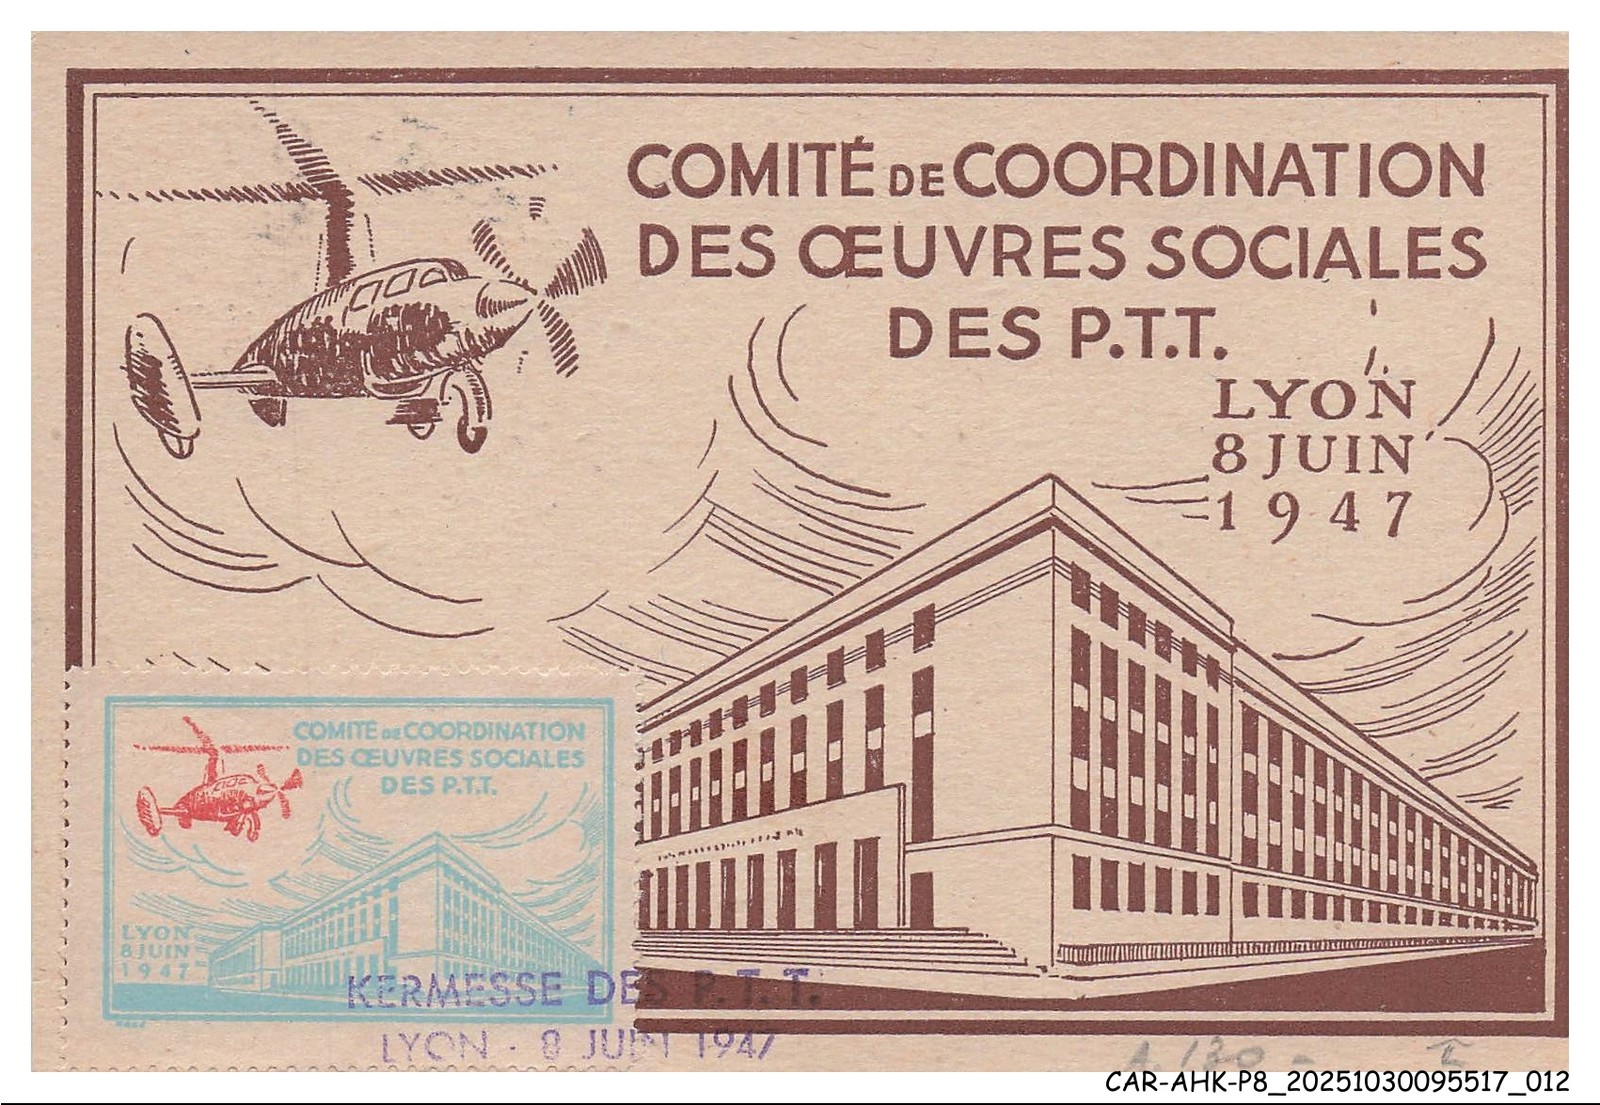 COMITÉ DE COORDINATION
DES ŒUVRES SOCIALES
DES P.T.T.
LYON
8 JUIN
1947
COMITÉ DE COORDINATION
DES ŒUVRES SOCIALES
DES P.T.T.
LYON
8 JUIN
1947
KERMESSE DES P.T.T.
LYON - 8 JUIN 1947
A.130 -
CAR-AHK-P8_20251030095517_012